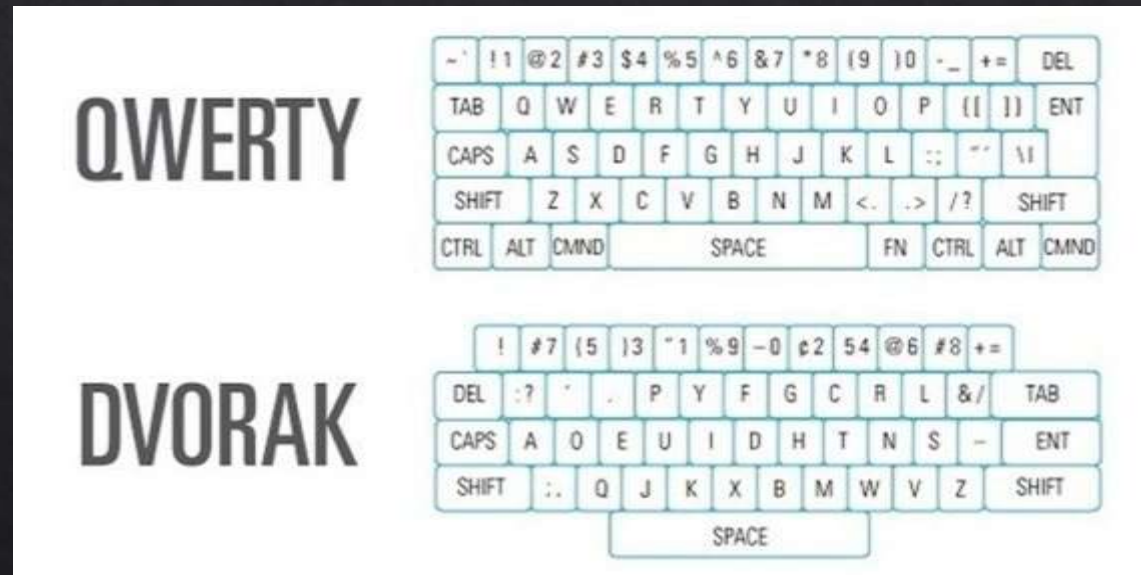 QWERTY
~ ` ! 1 @ 2 # 3 $ 4 % 5 ^ 6 & 7 * 8 ( 9 ) 0 - _ + = DEL
TAB Q W E R T Y U I O P { [ ] } ENT
CAPS A S D F G H J K L : ; " ' \ |
SHIFT Z X C V B N M < . . > / ? SHIFT
CTRL ALT CMND SPACE FN CTRL ALT CMND
DVORAK
! # 7 ( 5 ) 3 " 1 % 9 – 0 ¢ 2 5 4 @ 6 # 8 + =
DEL : ? ' . P Y F G C R L & / TAB
CAPS A O E U I D H T N S – ENT
SHIFT : . Q J K X B M W V Z SHIFT
SPACE